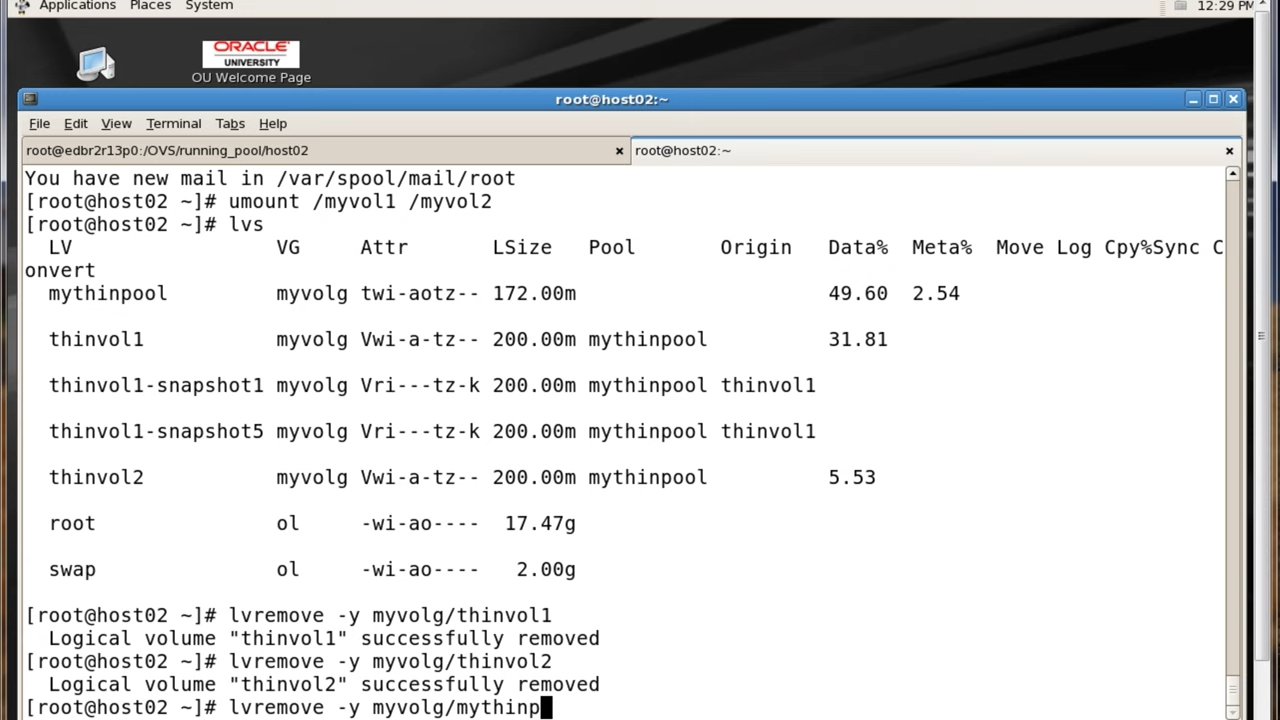 Applications Places System 12:29 PM
ORACLE
UNIVERSITY
OU Welcome Page
root@host02:~
File Edit View Terminal Tabs Help
root@edbr2r13p0:/OVS/running_pool/host02 root@host02:~
You have new mail in /var/spool/mail/root
[root@host02 ~]# umount /myvol1 /myvol2
[root@host02 ~]# lvs
LV VG Attr LSize Pool Origin Data% Meta% Move Log Cpy%Sync C
onvert
mythinpool myvolg twi-aotz-- 172.00m 49.60 2.54
thinvol1 myvolg Vwi-a-tz-- 200.00m mythinpool 31.81
thinvol1-snapshot1 myvolg Vri---tz-k 200.00m mythinpool thinvol1
thinvol1-snapshot5 myvolg Vri---tz-k 200.00m mythinpool thinvol1
thinvol2 myvolg Vwi-a-tz-- 200.00m mythinpool 5.53
root ol -wi-ao---- 17.47g
swap ol -wi-ao---- 2.00g
[root@host02 ~]# lvremove -y myvolg/thinvol1
Logical volume "thinvol1" successfully removed
[root@host02 ~]# lvremove -y myvolg/thinvol2
Logical volume "thinvol2" successfully removed
[root@host02 ~]# lvremove -y myvolg/mythinp